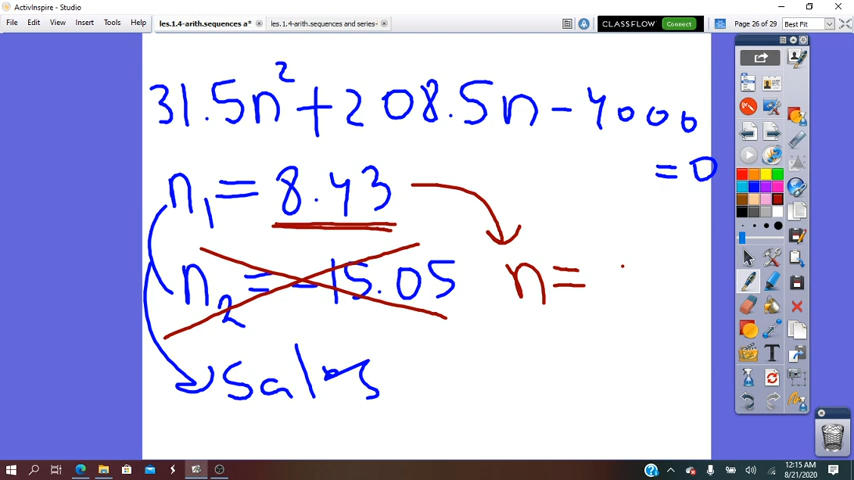 ActivInspire - Studio
les.1.4-arith.sequences a*
les.1.4-arith.sequences and series-
File Edit View Insert Tools Help
CLASSFLOW Connect
Page 26 of 29
Best Fit
31.5n²+208.5n-4000
=0
n₁=8.43
n₂=-15.05
n=
sales
T
12:15 AM
8/21/2020